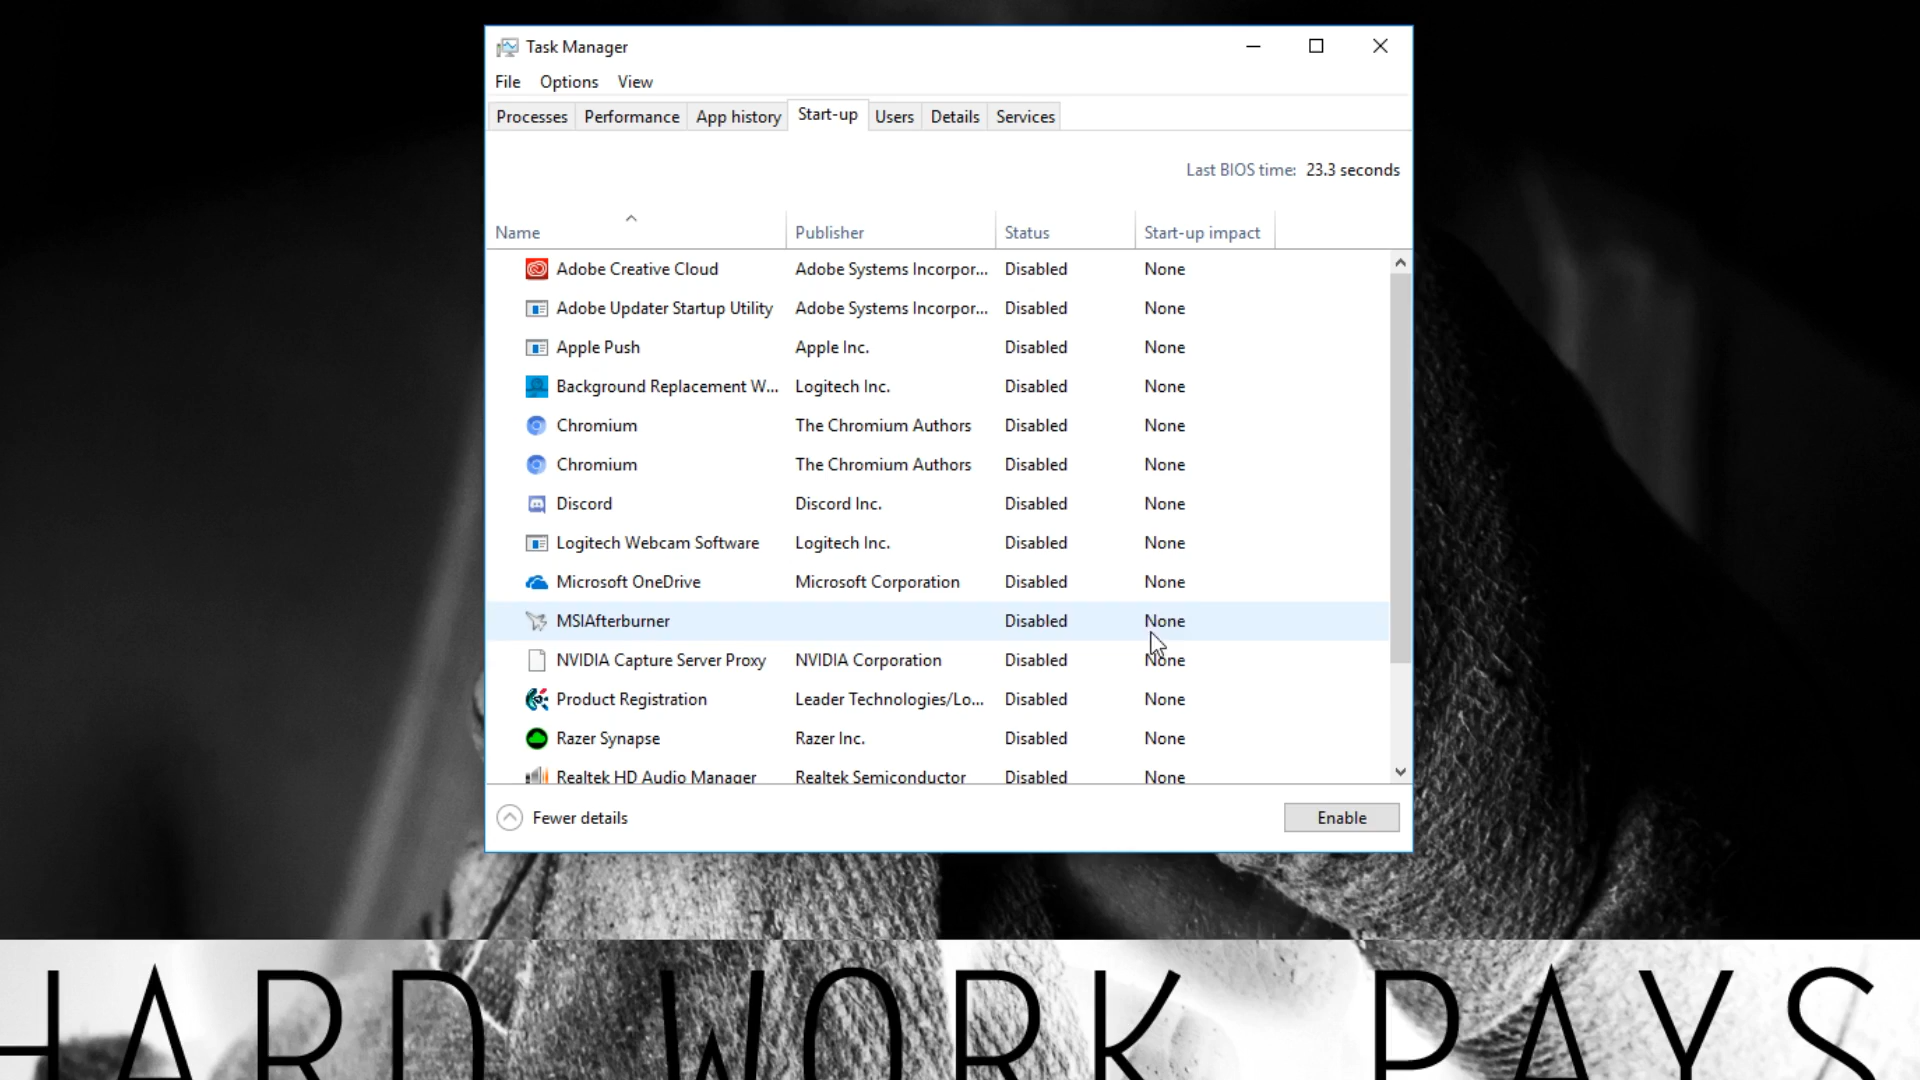 Task Manager
File Options View
Processes Performance App history Start-up Users Details Services
Last BIOS time: 23.3 seconds
Name Publisher Status Start-up impact
Adobe Creative Cloud Adobe Systems Incorpor... Disabled None
Adobe Updater Startup Utility Adobe Systems Incorpor... Disabled None
Apple Push Apple Inc. Disabled None
Background Replacement W... Logitech Inc. Disabled None
Chromium The Chromium Authors Disabled None
Chromium The Chromium Authors Disabled None
Discord Discord Inc. Disabled None
Logitech Webcam Software Logitech Inc. Disabled None
Microsoft OneDrive Microsoft Corporation Disabled None
MSIAfterburner Disabled None
NVIDIA Capture Server Proxy NVIDIA Corporation Disabled None
Product Registration Leader Technologies/Lo... Disabled None
Razer Synapse Razer Inc. Disabled None
Realtek HD Audio Manager Realtek Semiconductor Disabled None
Fewer details Enable
HARD WORK PAYS